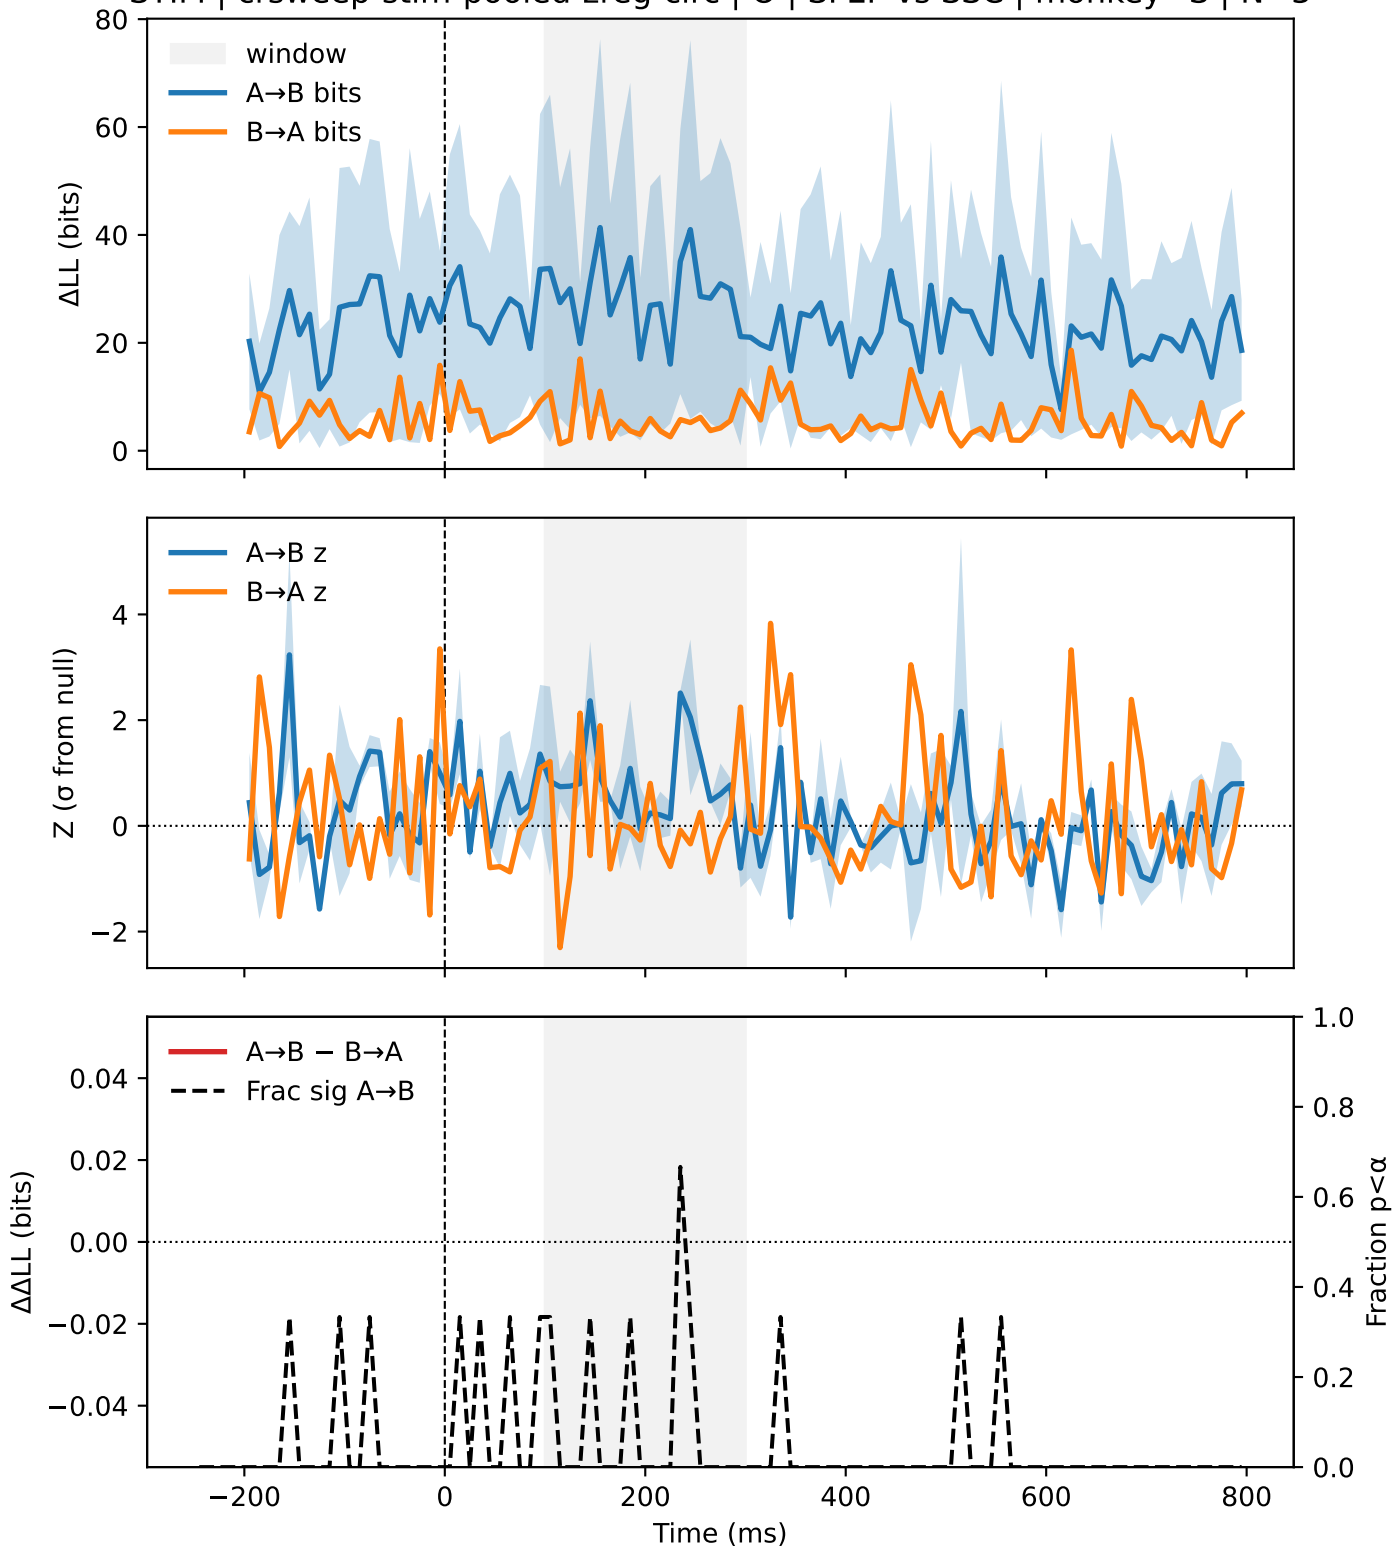 80
60
40
20
0
ΔLL (bits)
window
A→B bits
B→A bits
4
2
0
−2
Z (σ from null)
A→B z
B→A z
0.04
0.02
0.00
−0.02
−0.04
ΔΔLL (bits)
A→B − B→A
Frac sig A→B
1.0
0.8
0.6
0.4
0.2
0.0
Fraction p<α
−200 0 200 400 600 800
Time (ms)